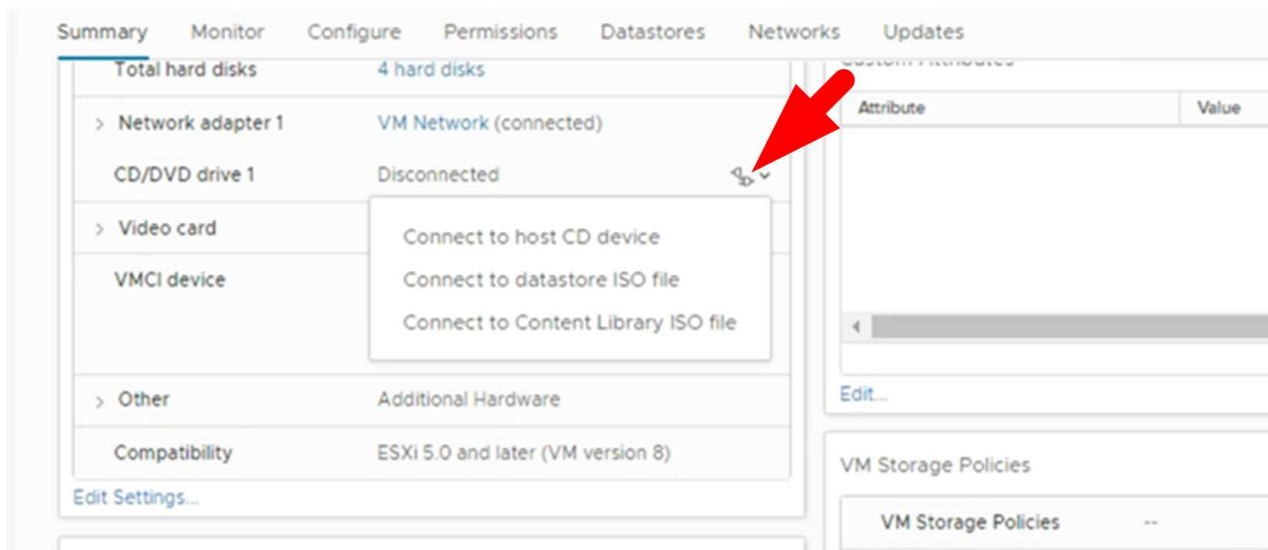 Summary Monitor Configure Permissions Datastores Networks Updates
Total hard disks 4 hard disks
Custom Attributes
Attribute Value
> Network adapter 1 VM Network (connected)
CD/DVD drive 1 Disconnected
> Video card
Connect to host CD device
VMCI device
Connect to datastore ISO file
Connect to Content Library ISO file
> Other Additional Hardware
Edit...
Compatibility ESXi 5.0 and later (VM version 8)
VM Storage Policies
Edit Settings...
VM Storage Policies --